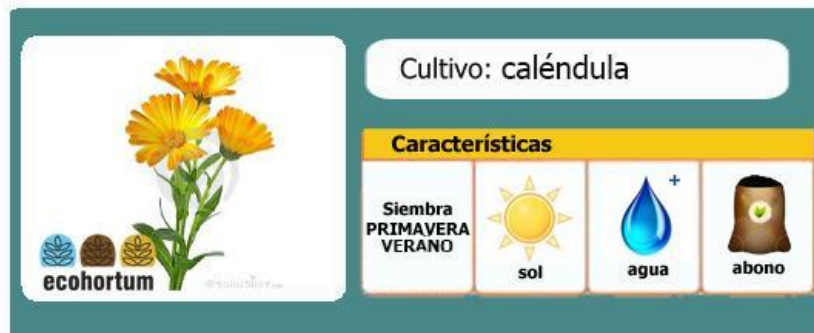 Cultivo: caléndula
Características
Siembra
PRIMAVERA
VERANO
sol
+
agua
abono
ecohortum